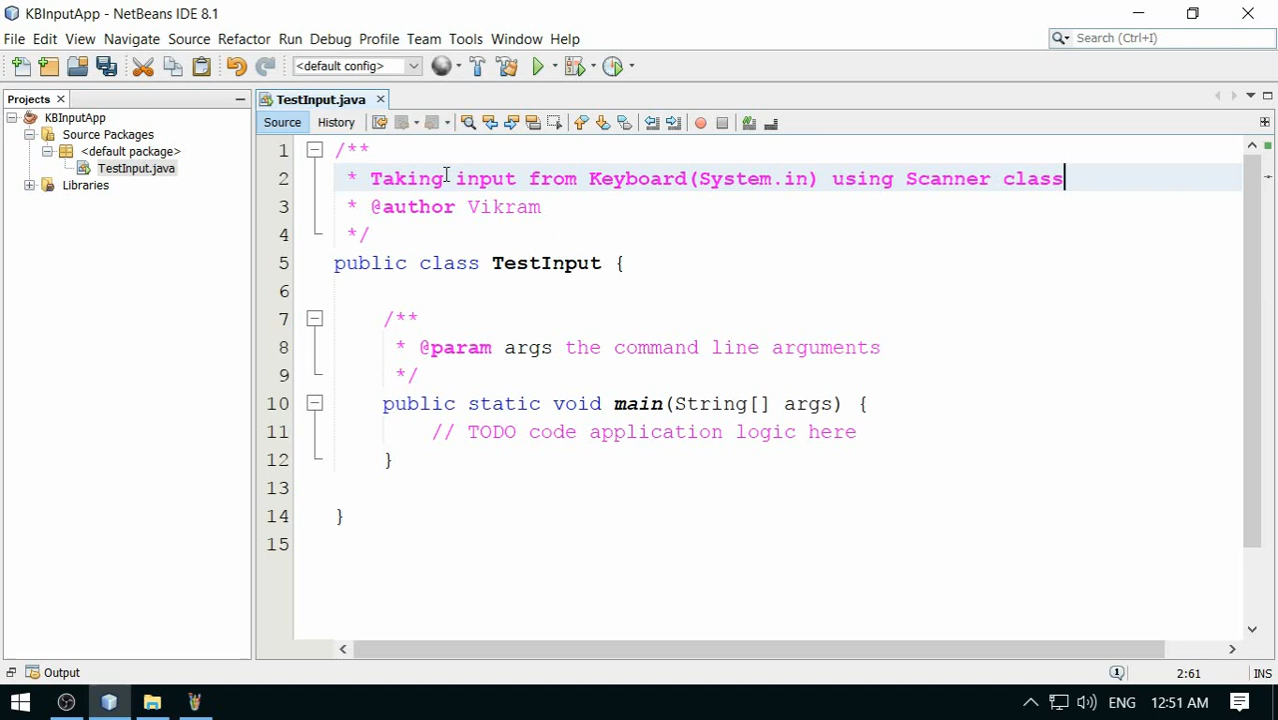 KBInputApp - NetBeans IDE 8.1
File Edit View Navigate Source Refactor Run Debug Profile Team Tools Window Help
Search (Ctrl+I)
<default config>
Projects
TestInput.java
KBInputApp
Source Packages
<default package>
TestInput.java
Libraries
Source History
1 /**
2 * Taking input from Keyboard(System.in) using Scanner class
3 * @author Vikram
4 */
5 public class TestInput {
6
7 /**
8 * @param args the command line arguments
9 */
10 public static void main(String[] args) {
11 // TODO code application logic here
12 }
13
14 }
15
Output
2:61 INS
ENG 12:51 AM